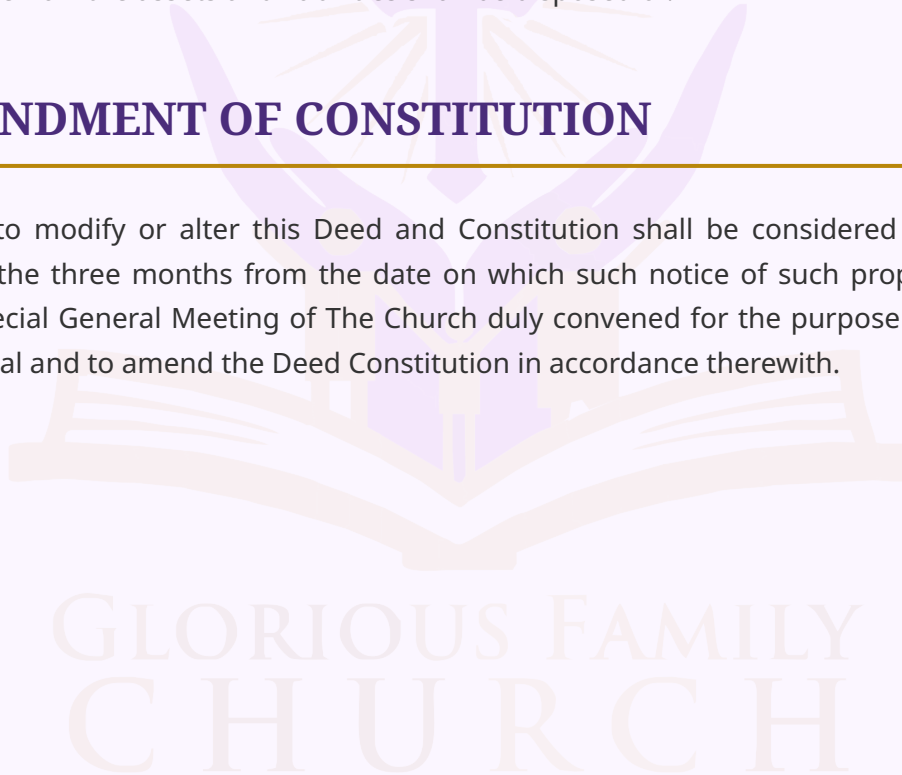 NDMENT OF CONSTITUTION
to modify or alter this Deed and Constitution shall be considered
the three months from the date on which such notice of such prop
ecial General Meeting of The Church duly convened for the purpose
al and to amend the Deed Constitution in accordance therewith.
GLORIOUS FAMILY
CHURCH